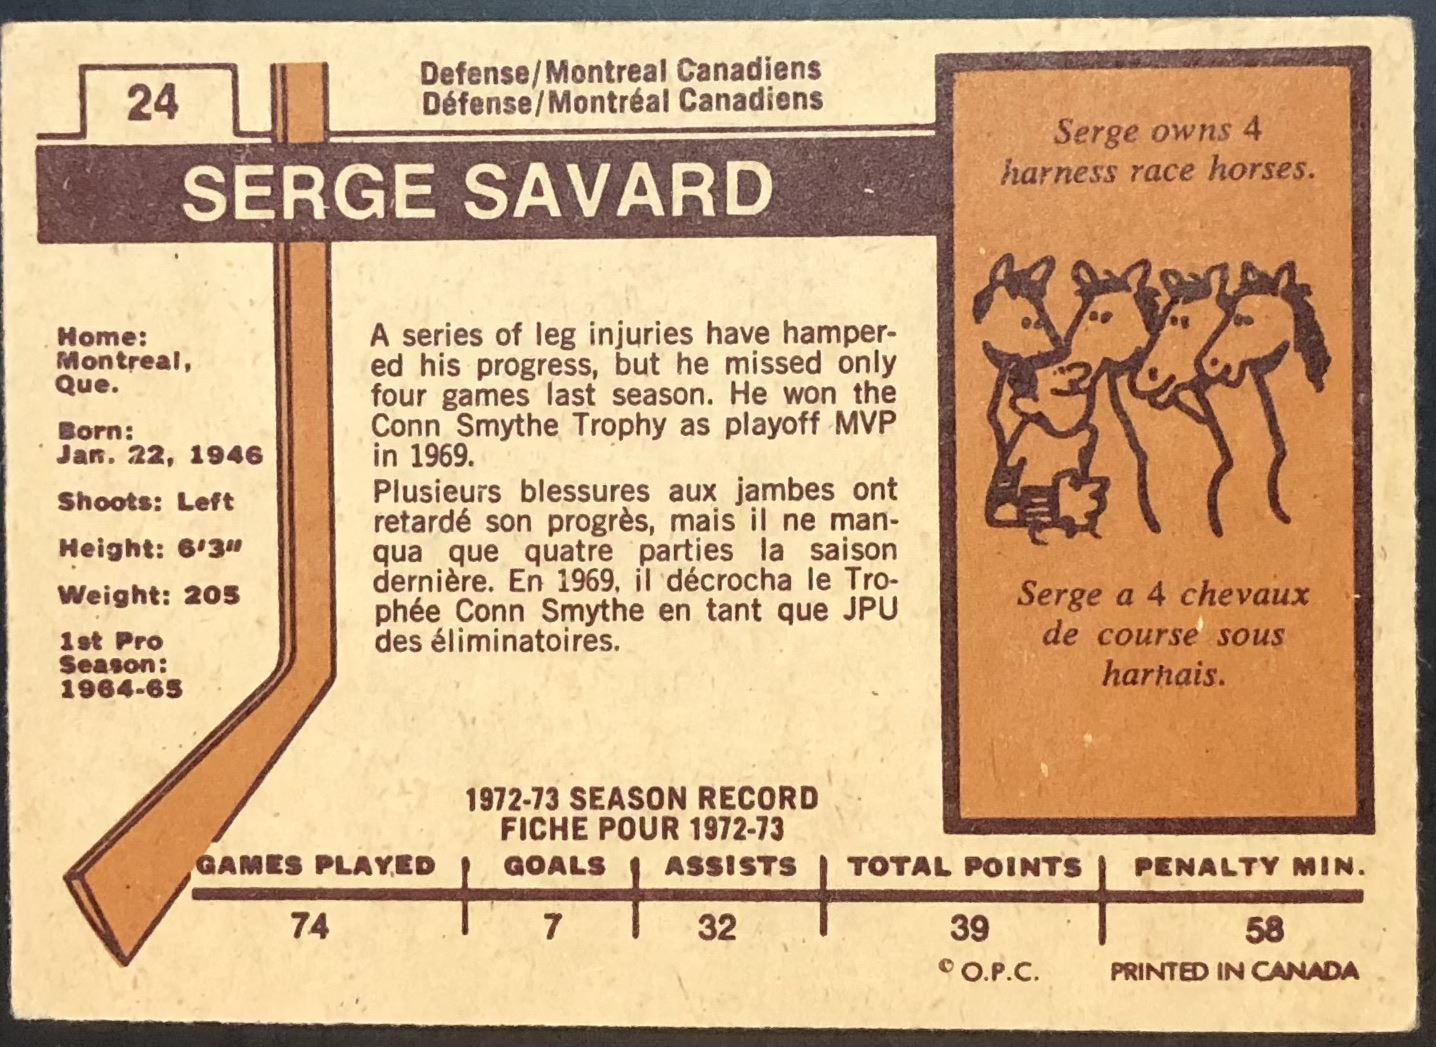 24
Defense/Montreal Canadiens
Défense/Montréal Canadiens
SERGE SAVARD
Home:
Montreal,
Que.
Born:
Jan. 22, 1946
Shoots: Left
Height: 6'3"
Weight: 205
1st Pro
Season:
1964-65
A series of leg injuries have hamper-
ed his progress, but he missed only
four games last season. He won the
Conn Smythe Trophy as playoff MVP
in 1969.
Plusieurs blessures aux jambes ont
retardé son progrès, mais il ne man-
qua que quatre parties la saison
dernière. En 1969, il décrocha le Tro-
phée Conn Smythe en tant que JPU
des éliminatoires.
Serge owns 4
harness race horses.
Serge a 4 chevaux
de course sous
harnais.
1972-73 SEASON RECORD
FICHE POUR 1972-73
GAMES PLAYED GOALS ASSISTS TOTAL POINTS PENALTY MIN.
74 7 32 39 58
© O.P.C. PRINTED IN CANADA